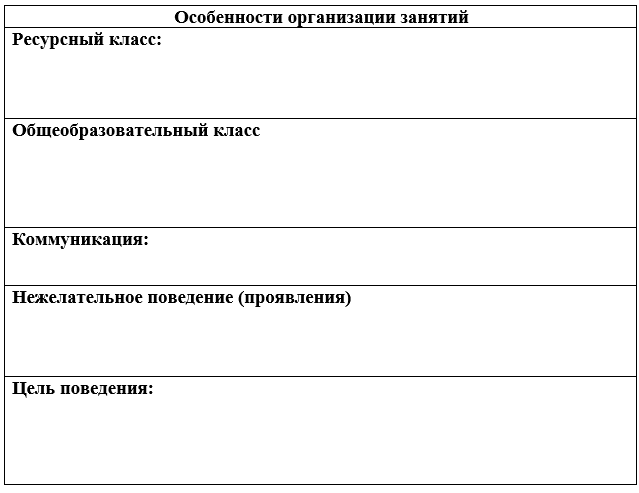 Особенности организации занятий
Ресурсный класс:
Общеобразовательный класс
Коммуникация:
Нежелательное поведение (проявления)
Цель поведения: